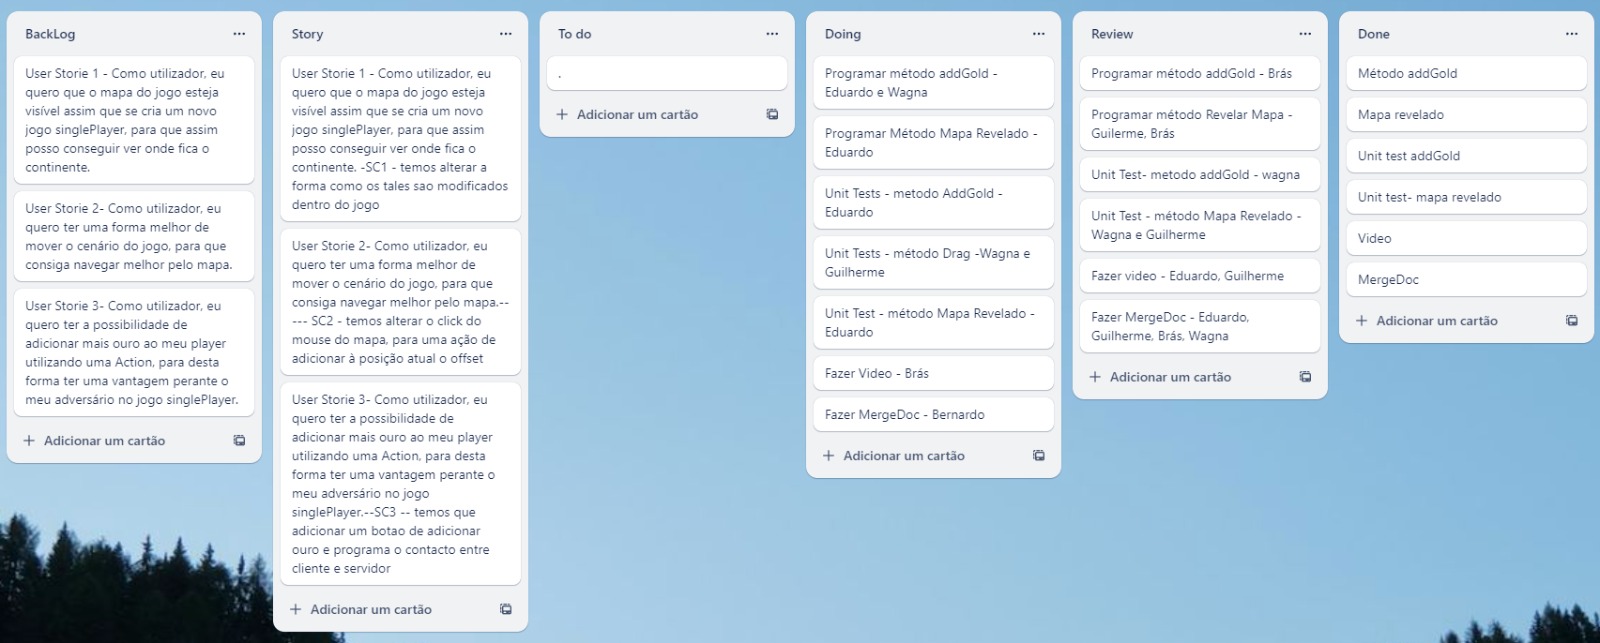 BackLog
User Storie 1 - Como utilizador, eu
quero que o mapa do jogo esteja
visível assim que se cria um novo
jogo singlePlayer, para que assim
posso conseguir ver onde fica o
continente.
User Storie 2- Como utilizador, eu
quero ter uma forma melhor de
mover o cenário do jogo, para que
consiga navegar melhor pelo mapa.
User Storie 3- Como utilizador, eu
quero ter a possibilidade de
adicionar mais ouro ao meu player
utilizando uma Action, para desta
forma ter uma vantagem perante o
meu adversário no jogo singlePlayer.
Adicionar um cartão
Story
User Storie 1 - Como utilizador, eu
quero que o mapa do jogo esteja
visível assim que se cria um novo
jogo singlePlayer, para que assim
posso conseguir ver onde fica o
continente. -SC1 - temos alterar a
forma como os tales sao modificados
dentro do jogo
User Storie 2- Como utilizador, eu
quero ter uma forma melhor de
mover o cenário do jogo, para que
consiga navegar melhor pelo mapa.--
--- SC2 - temos alterar o click do
mouse do mapa, para uma ação de
adicionar à posição atual o offset
User Storie 3- Como utilizador, eu
quero ter a possibilidade de
adicionar mais ouro ao meu player
utilizando uma Action, para desta
forma ter uma vantagem perante o
meu adversário no jogo
singlePlayer.--SC3 -- temos que
adicionar um botao de adicionar
ouro e programa o contacto entre
cliente e servidor
Adicionar um cartão
To do
.
Adicionar um cartão
Doing
Programar método addGold -
Eduardo e Wagna
Programar Método Mapa Revelado -
Eduardo
Unit Tests - metodo AddGold -
Eduardo
Unit Tests - método Drag -Wagna e
Guilherme
Unit Test - método Mapa Revelado -
Eduardo
Fazer Video - Brás
Fazer MergeDoc - Bernardo
Adicionar um cartão
Review
Programar método addGold - Brás
Programar método Revelar Mapa -
Guilerme, Brás
Unit Test- metodo addGold - wagna
Unit Test - método Mapa Revelado -
Wagna e Guilherme
Fazer video - Eduardo, Guilherme
Fazer MergeDoc - Eduardo,
Guilherme, Brás, Wagna
Adicionar um cartão
Done
Método addGold
Mapa revelado
Unit test addGold
Unit test- mapa revelado
Video
MergeDoc
Adicionar um cartão